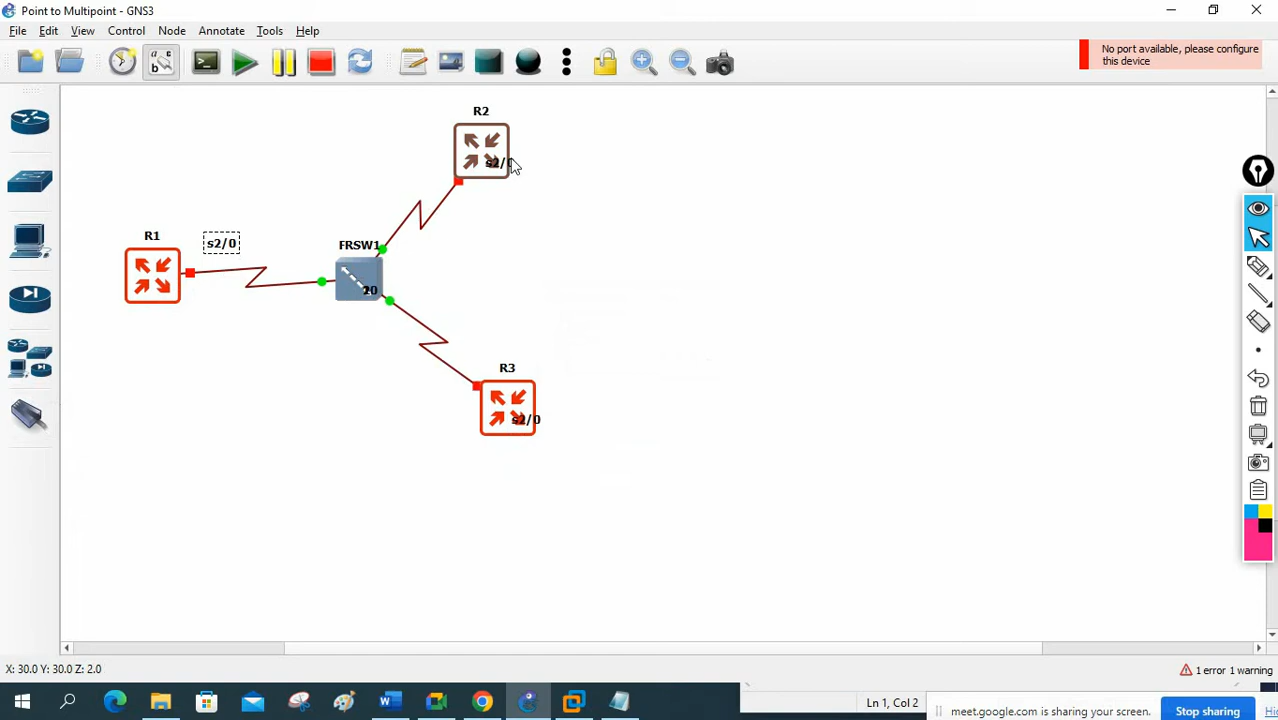 Point to Multipoint - GNS3
File Edit View Control Node Annotate Tools Help
No port available, please configure
this device
R2
s2/0
R1
s2/0
FRSW1
R3
s2/0
X: 30.0 Y: 30.0 Z: 2.0
1 error 1 warning
Ln 1, Col 2
meet.google.com is sharing your screen.
Stop sharing